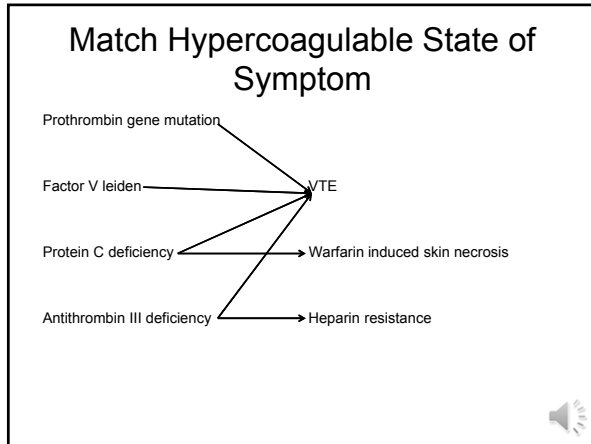 Match Hypercoagulable State of
Symptom
Prothrombin gene mutation
Factor V leiden
VTE
Protein C deficiency
Warfarin induced skin necrosis
Antithrombin III deficiency
Heparin resistance